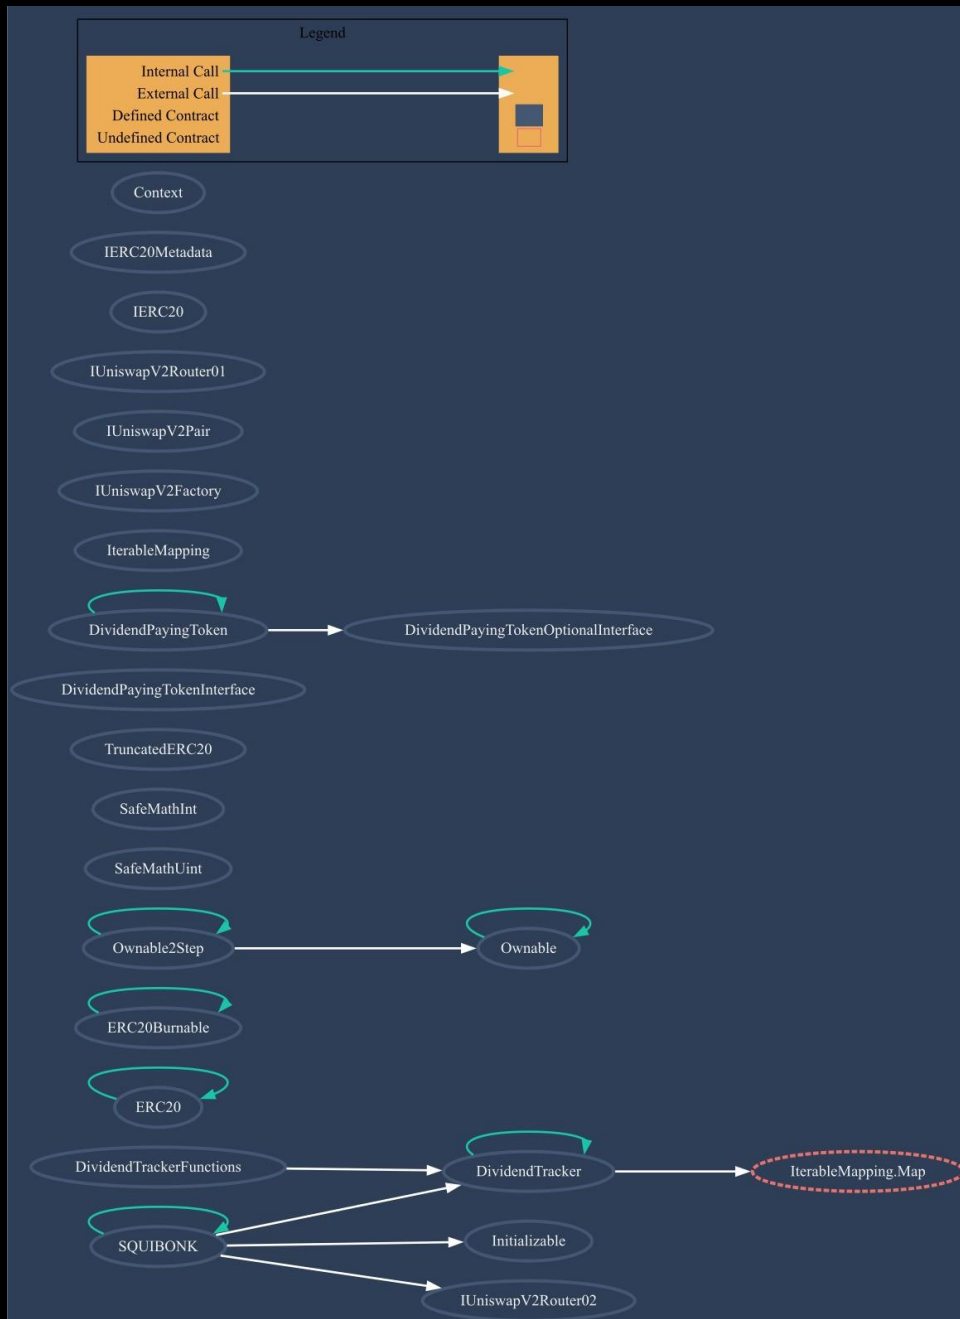 Legend
Internal Call
External Call
Defined Contract
Undefined Contract
Context
IERC20Metadata
IERC20
IUniswapV2Router01
IUniswapV2Pair
IUniswapV2Factory
IterableMapping
DividendPayingToken
DividendPayingTokenOptionalInterface
DividendPayingTokenInterface
TruncatedERC20
SafeMathInt
SafeMathUint
Ownable2Step
Ownable
ERC20Burnable
ERC20
DividendTrackerFunctions
DividendTracker
IterableMapping.Map
SQUIBONK
Initializable
IUniswapV2Router02